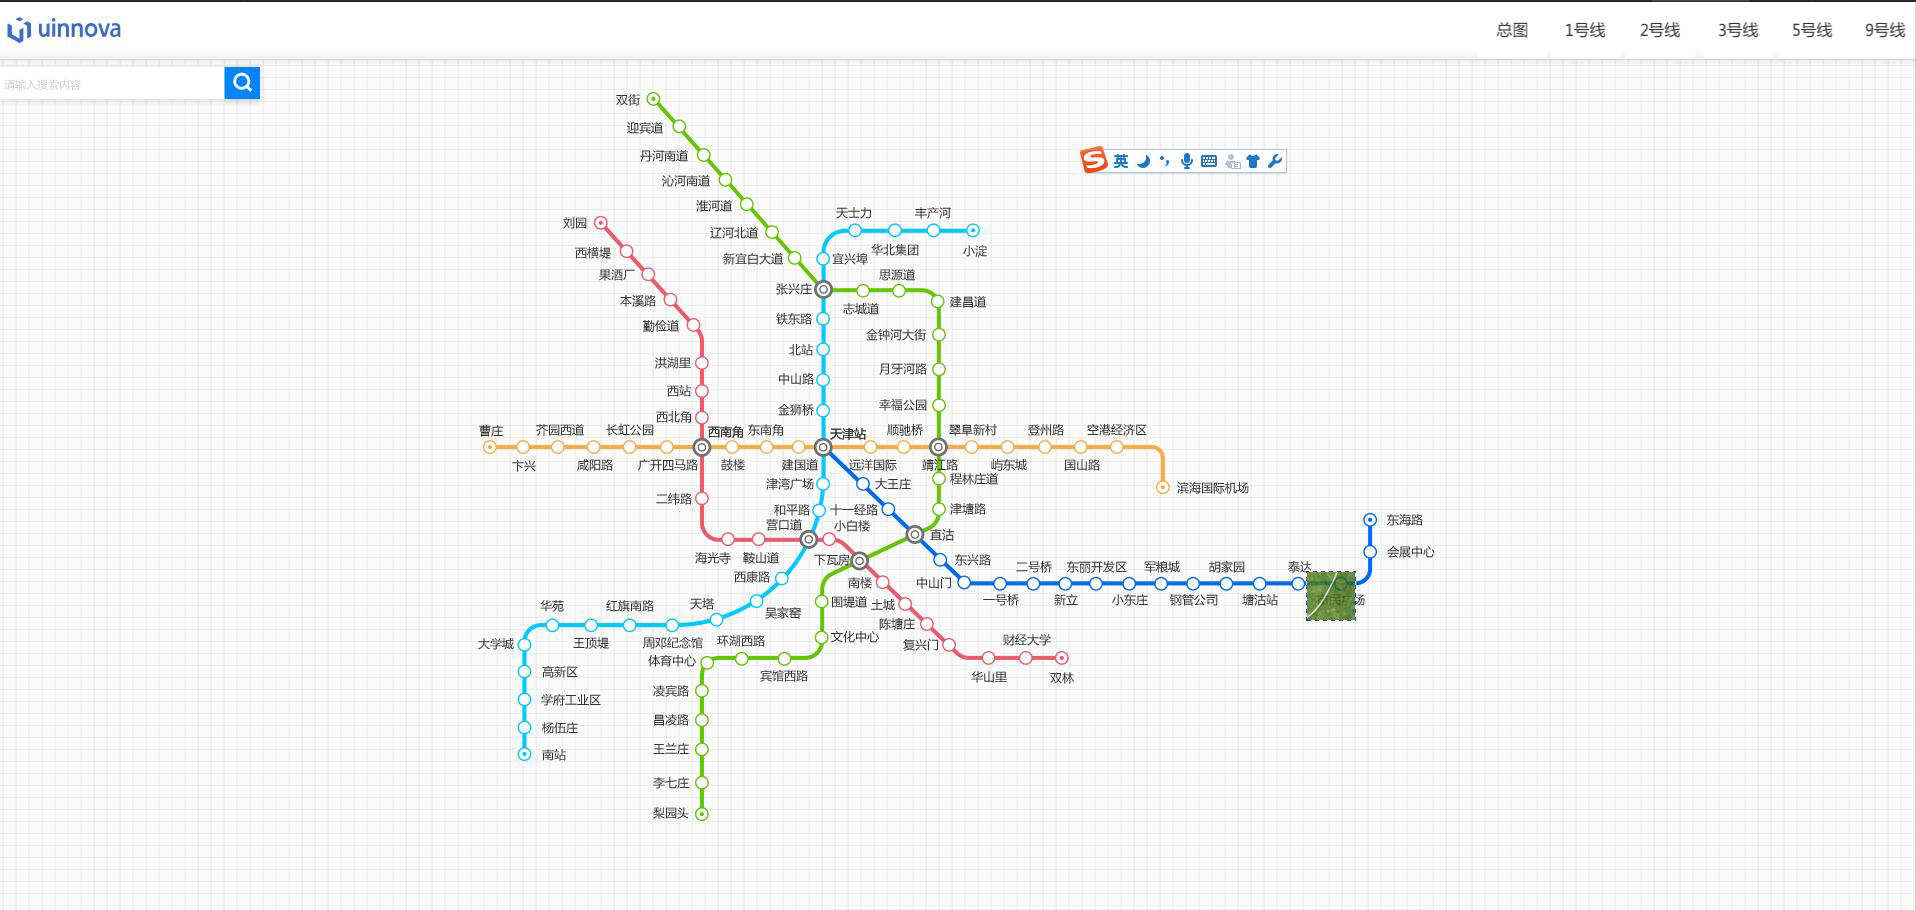 uinnova
总图
1号线
2号线
3号线
5号线
9号线
请输入搜索内容
双街
迎宾道
丹河南道
沁河南道
淮河道
辽河北道
新宜白大道
张兴庄
英
刘园
西横堤
果酒厂
本溪路
勤俭道
洪湖里
西站
西北角
天士力
丰产河
华北集团
小淀
宜兴埠
思源道
志城道
建昌道
铁东路
北站
中山路
金狮桥
金钟河大街
月牙河路
幸福公园
曹庄
芥园西道
长虹公园
西南角
东南角
天津站
顺驰桥
翠阜新村
登州路
空港经济区
卞兴
咸阳路
广开四马路
鼓楼
建国道
远洋国际
靖江路
屿东城
国山路
滨海国际机场
津湾广场
大王庄
程林庄道
二纬路
和平路
十一经路
津塘路
营口道
小白楼
直沽
东海路
会展中心
海光寺
鞍山道
下瓦房
东兴路
西康路
南楼
中山门
二号桥
东丽开发区
军粮城
胡家园
泰达
一号桥
新立
小东庄
钢管公司
塘沽站
华苑
红旗南路
天塔
吴家窑
围堤道
土城
陈塘庄
大学城
王顶堤
周邓纪念馆
环湖西路
文化中心
复兴门
财经大学
体育中心
宾馆西路
华山里
双林
高新区
学府工业区
杨伍庄
南站
凌宾路
昌凌路
王兰庄
李七庄
梨园头